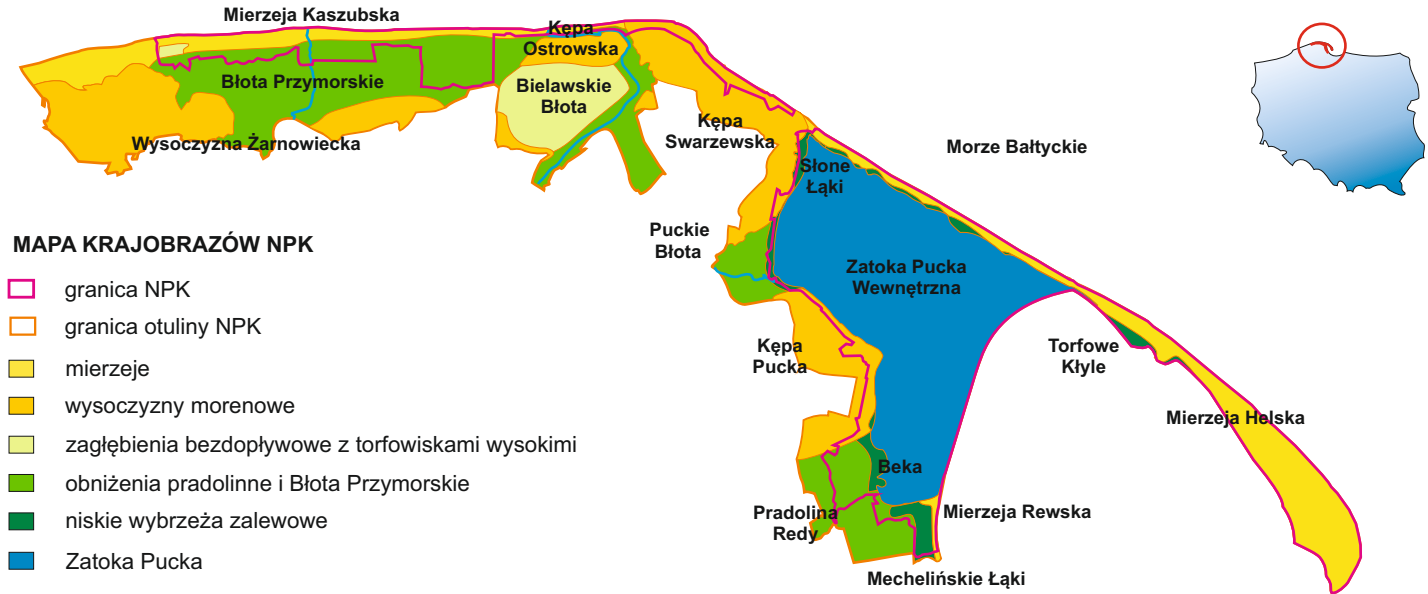 Mierzeja Kaszubska
Kępa
Ostrowska
Błota Przymorskie
Bielawskie
Błota
Wysoczyzna Żarnowiecka
Kępa
Swarzewska
Morze Bałtyckie
Słone
Łąki
Puckie
Błota
Zatoka Pucka
Wewnętrzna
Kępa
Pucka
Torfowe
Kłyle
Mierzeja Helska
Beka
Pradolina
Redy
Mierzeja Rewska
Mechelińskie Łąki
MAPA KRAJOBRAZÓW NPK
granica NPK
granica otuliny NPK
mierzeje
wysoczyzny morenowe
zagłębienia bezdopływowe z torfowiskami wysokimi
obniżenia pradolinne i Błota Przymorskie
niskie wybrzeża zalewowe
Zatoka Pucka